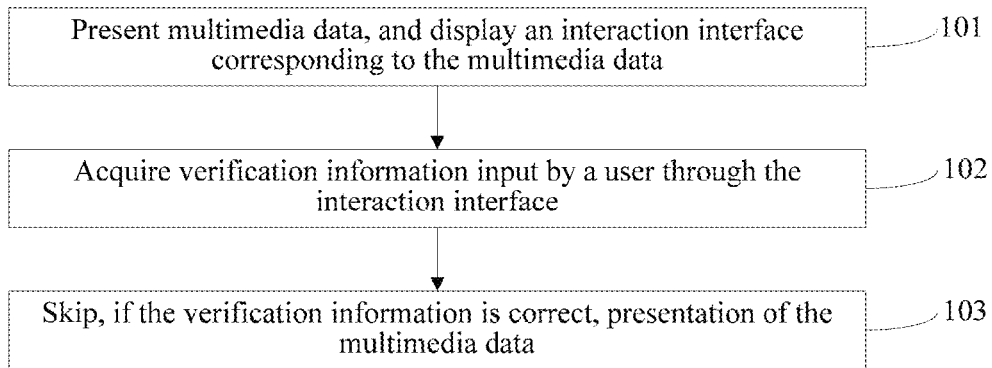 Present multimedia data, and display an interaction interface
corresponding to the multimedia data
101
Acquire verification information input by a user through the
interaction interface
102
Skip, if the verification information is correct, presentation of the
multimedia data
103